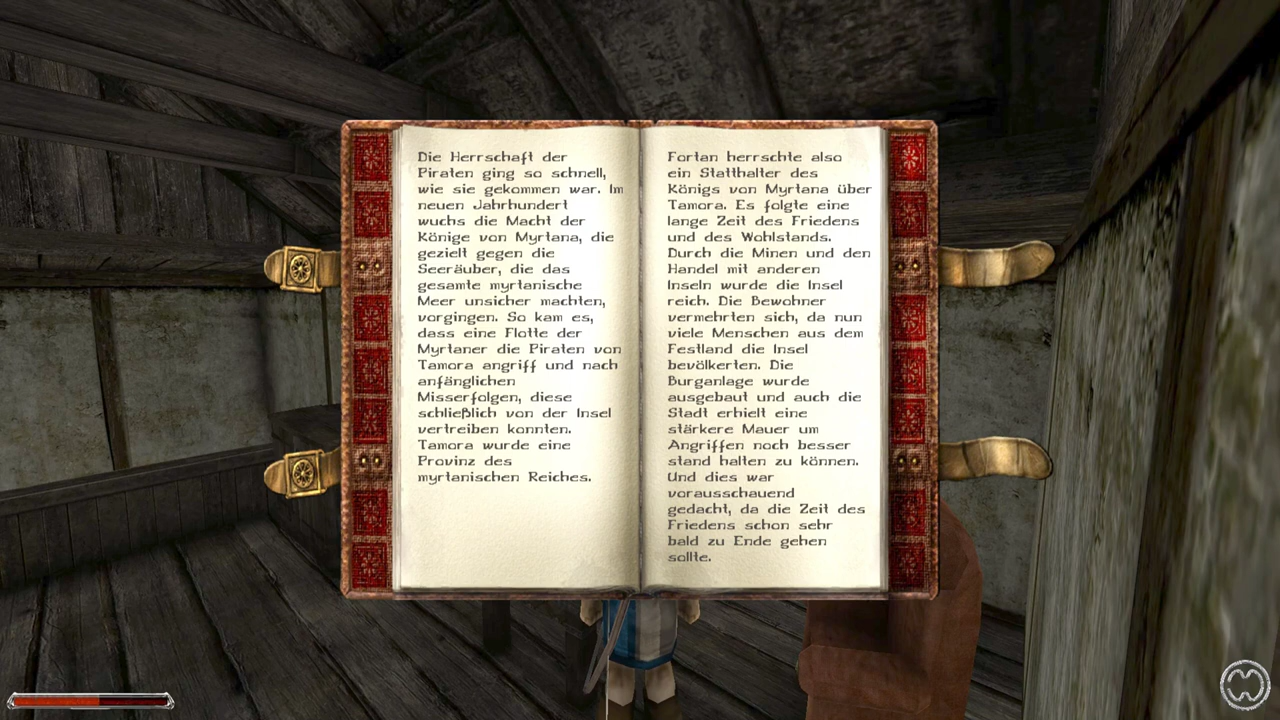 Die Herrschaft der
Piraten ging so schnell,
wie sie gekommen war. Im
neuen Jahrhundert
wuchs die Macht der
Könige von Myrtana, die
gezielt gegen die
Seeräuber, die das
gesamte myrtanische
Meer unsicher machten,
vorgingen. So kam es,
dass eine Flotte der
Myrtaner die Piraten von
Tamora angriff und nach
anfänglichen
Misserfolgen, diese
schließlich von der Insel
vertreiben konnten.
Tamora wurde eine
Provinz des
myrtanischen Reiches.
Fortan herrschte also
ein Statthalter des
Königs von Myrtana über
Tamora. Es folgte eine
lange Zeit des Friedens
und des Wohlstands.
Durch die Minen und den
Handel mit anderen
Inseln wurde die Insel
reich. Die Bewohner
vermehrten sich, da nun
viele Menschen aus dem
Festland die Insel
bevölkerten. Die
Burganlage wurde
ausgebaut und auch die
Stadt erhielt eine
stärkere Mauer um
Angriffen noch besser
stand halten zu können.
Und dies war
vorausschauend
gedacht, da die Zeit des
Friedens schon sehr
bald zu Ende gehen
sollte.